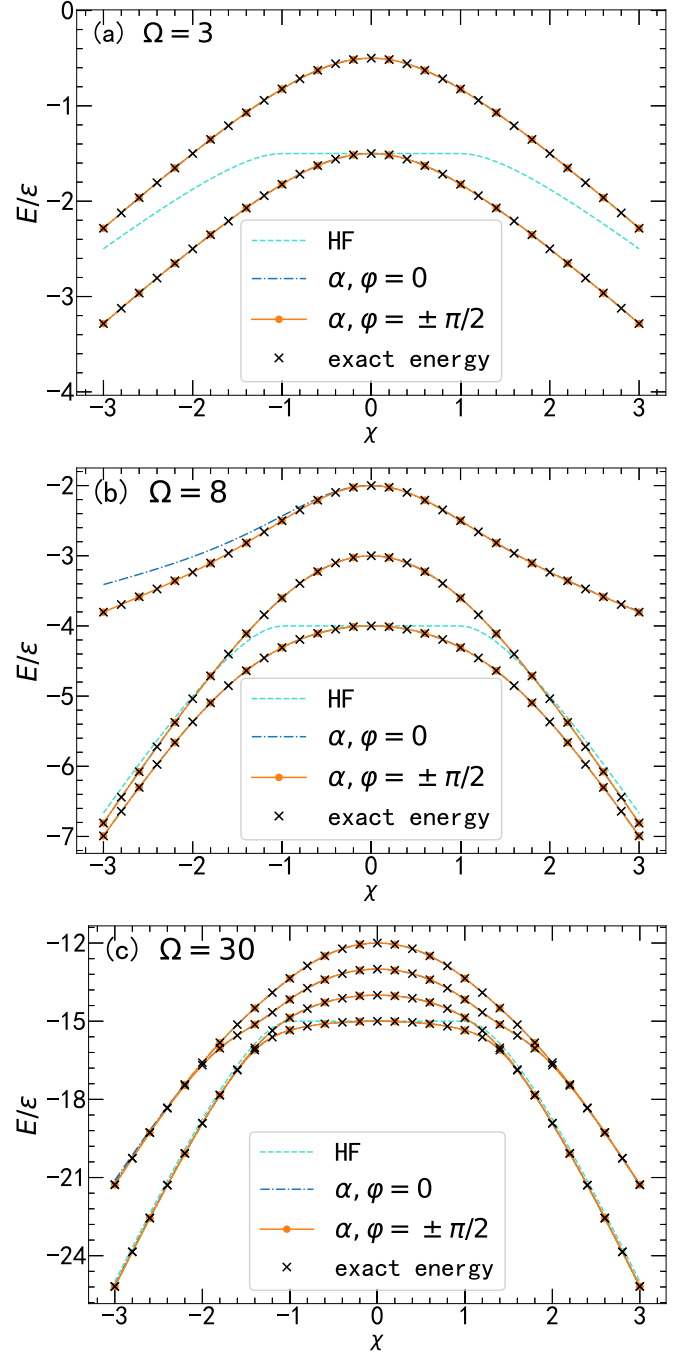 (a) Ω = 3
0
−1
−2
−3
−4
E/ε
HF
α, φ = 0
α, φ = ± π/2
exact energy
−3 −2 −1 0 1 2 3
χ
(b) Ω = 8
−2
−3
−4
−5
−6
−7
E/ε
HF
α, φ = 0
α, φ = ± π/2
exact energy
−3 −2 −1 0 1 2 3
χ
(c) Ω = 30
−12
−15
−18
−21
−24
E/ε
HF
α, φ = 0
α, φ = ± π/2
exact energy
−3 −2 −1 0 1 2 3
χ